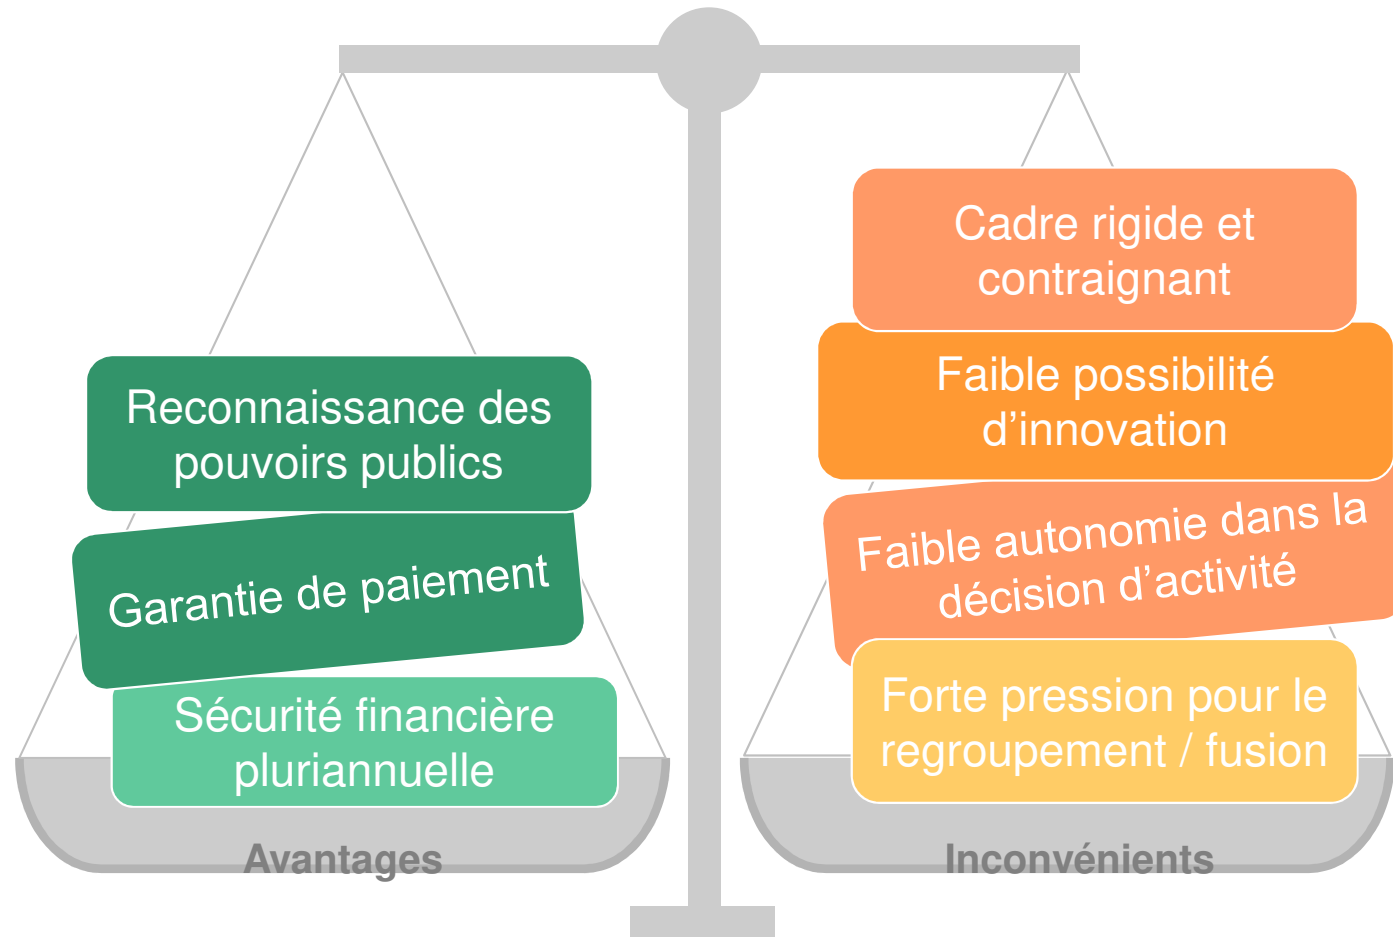 Reconnaissance des
pouvoirs publics
Garantie de paiement
Sécurité financière
pluriannuelle
Avantages
Cadre rigide et
contraignant
Faible possibilité
d’innovation
Faible autonomie dans la
décision d’activité
Forte pression pour le
regroupement / fusion
Inconvénients